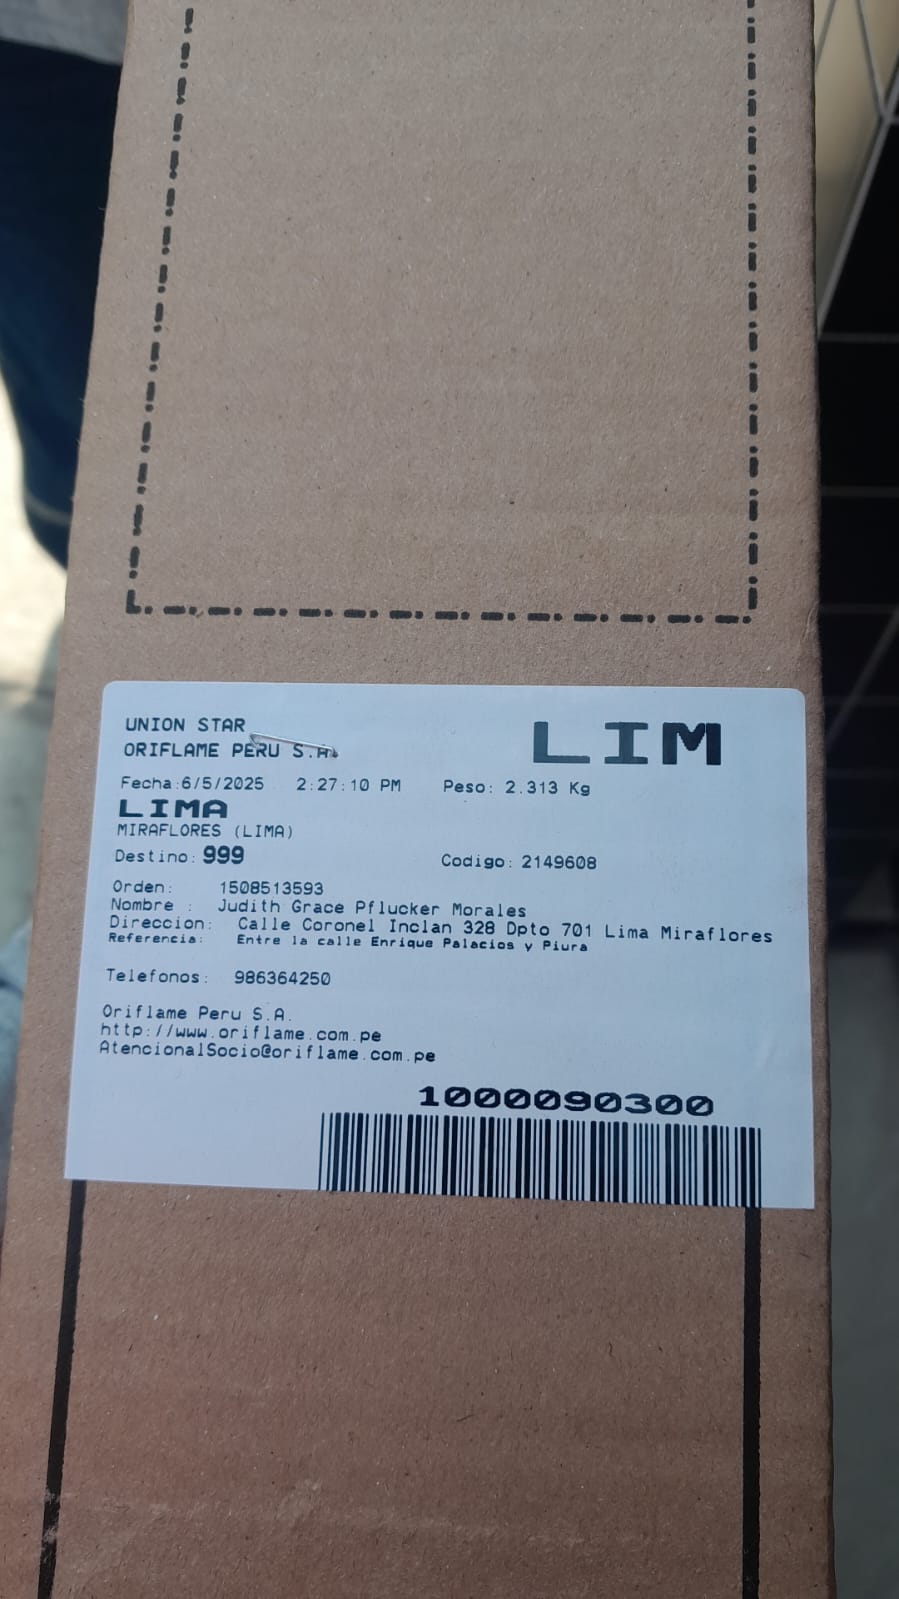 UNION STAR
LIM
ORIFLAME PERU S.A.
Fecha:6/5/2025 2:27:10 PM Peso: 2.313 Kg
LIMA
MIRAFLORES (LIMA)
Destino: 999 Codigo: 2149608
Orden: 1508513593
Nombre : Judith Grace Pflucker Morales
Direccion: Calle Coronel Inclan 328 Dpto 701 Lima Miraflores
Referencia: Entre la calle Enrique Palacios y Piura
Telefonos: 986364250
Oriflame Peru S.A.
http://www.oriflame.com.pe
AtencionalSocio@oriflame.com.pe
1000090300